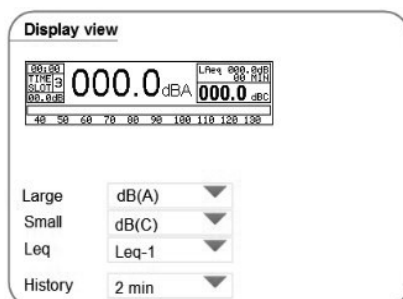 Display view
00:00
TIME SLOT 3
00.0dB
000.0 dBA
LAeq 000.0dB
00 MIN
000.0 dBC
40 50 60 70 80 90 100 110 120 130
Large dB(A)
Small dB(C)
Leq Leq-1
History 2 min